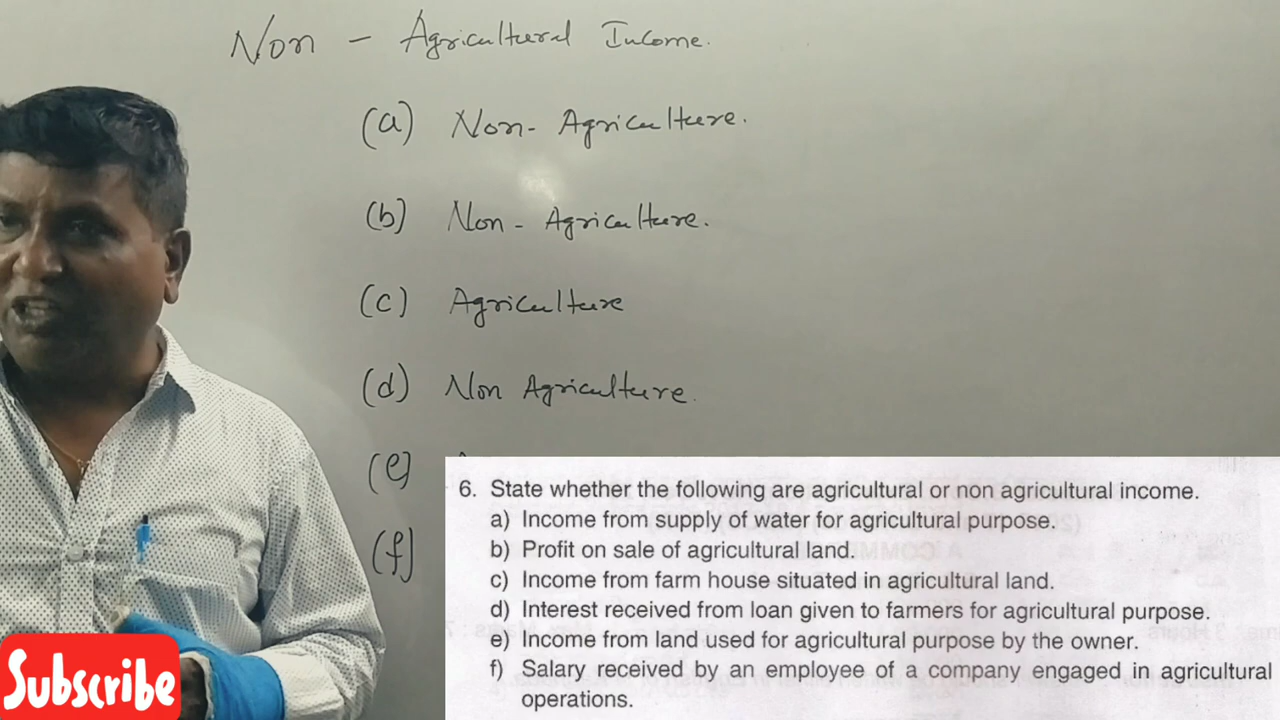 Non - Agricultural Income.
(a) Non- Agriculture.
(b) Non - Agriculture.
(c) Agriculture
(d) Non Agriculture.
(e)
(f)
6. State whether the following are agricultural or non agricultural income.
a) Income from supply of water for agricultural purpose.
b) Profit on sale of agricultural land.
c) Income from farm house situated in agricultural land.
d) Interest received from loan given to farmers for agricultural purpose.
e) Income from land used for agricultural purpose by the owner.
f) Salary received by an employee of a company engaged in agricultural
operations.
Subscribe